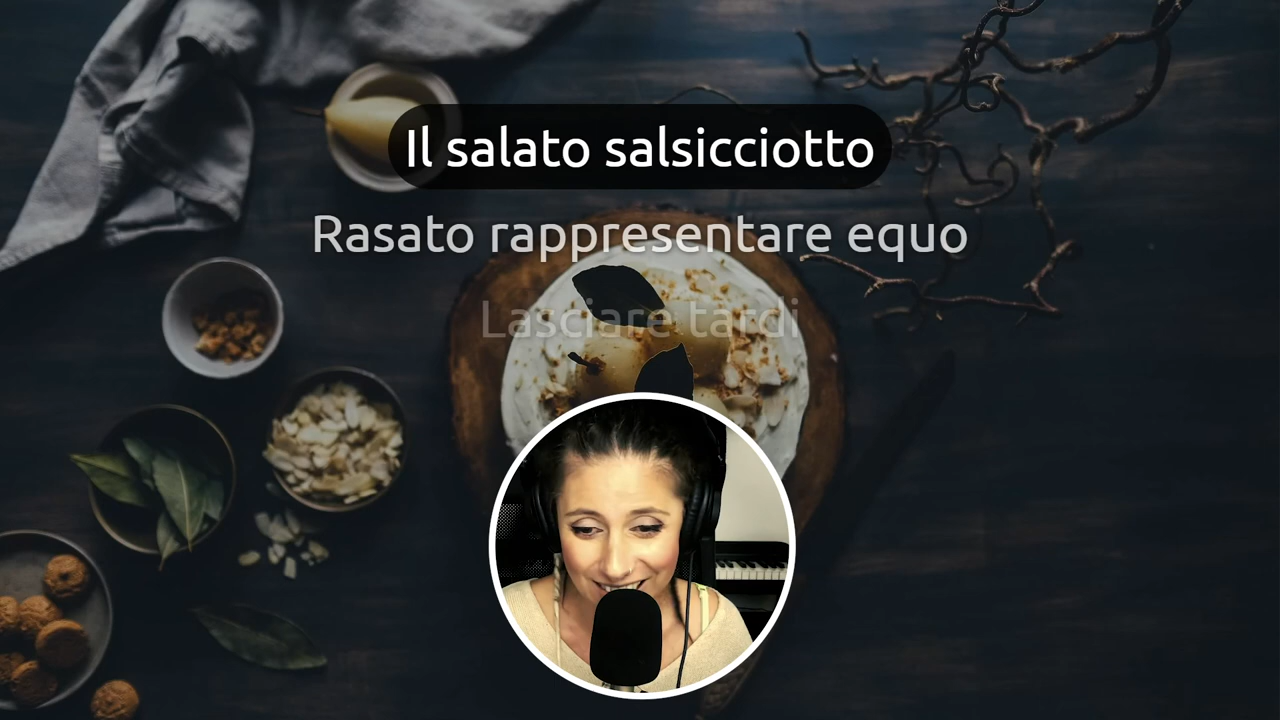 Il salato salsicciotto
Rasato rappresentare equo
Lasciare tardi